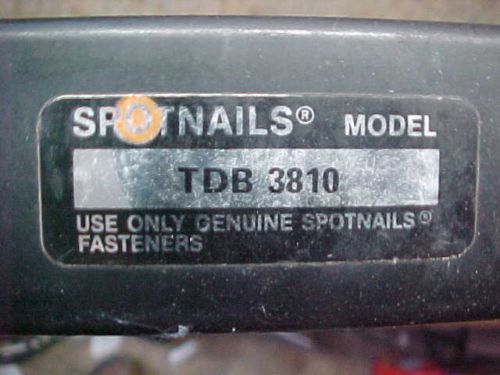 SPOTNAILS® MODEL
TDB 3810
USE ONLY GENUINE SPOTNAILS®
FASTENERS